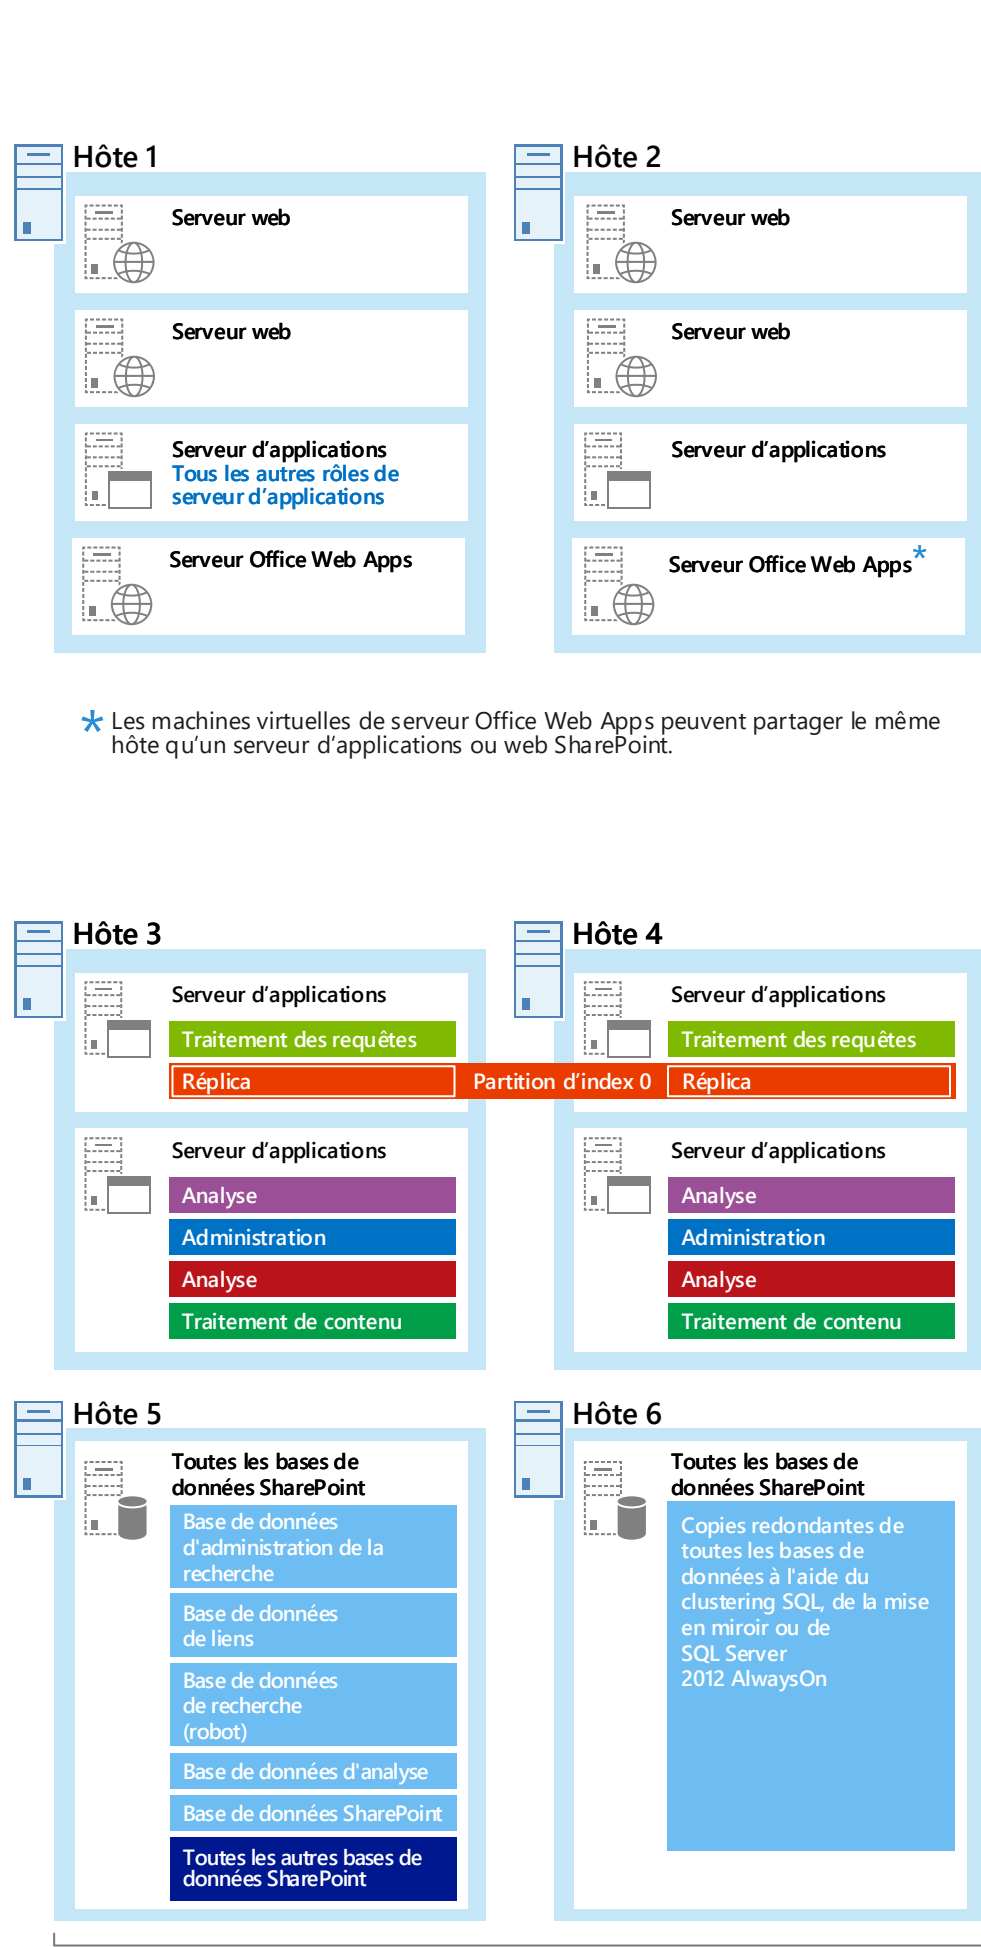 Hôte 1
Serveur web
Serveur web
Serveur d’applications
Tous les autres rôles de
serveur d’applications
Serveur Office Web Apps
Hôte 2
Serveur web
Serveur web
Serveur d’applications
Serveur Office Web Apps*
* Les machines virtuelles de serveur Office Web Apps peuvent partager le même
hôte qu’un serveur d’applications ou web SharePoint.
Hôte 3
Serveur d’applications
Traitement des requêtes
Réplica
Partition d’index 0
Serveur d’applications
Analyse
Administration
Analyse
Traitement de contenu
Hôte 4
Serveur d’applications
Traitement des requêtes
Réplica
Serveur d’applications
Analyse
Administration
Analyse
Traitement de contenu
Hôte 5
Toutes les bases de
données SharePoint
Base de données
d'administration de la
recherche
Base de données
de liens
Base de données
de recherche
(robot)
Base de données d'analyse
Base de données SharePoint
Toutes les autres bases de
données SharePoint
Hôte 6
Toutes les bases de
données SharePoint
Copies redondantes de
toutes les bases de
données à l'aide du
clustering SQL, de la mise
en miroir ou de
SQL Server
2012 AlwaysOn